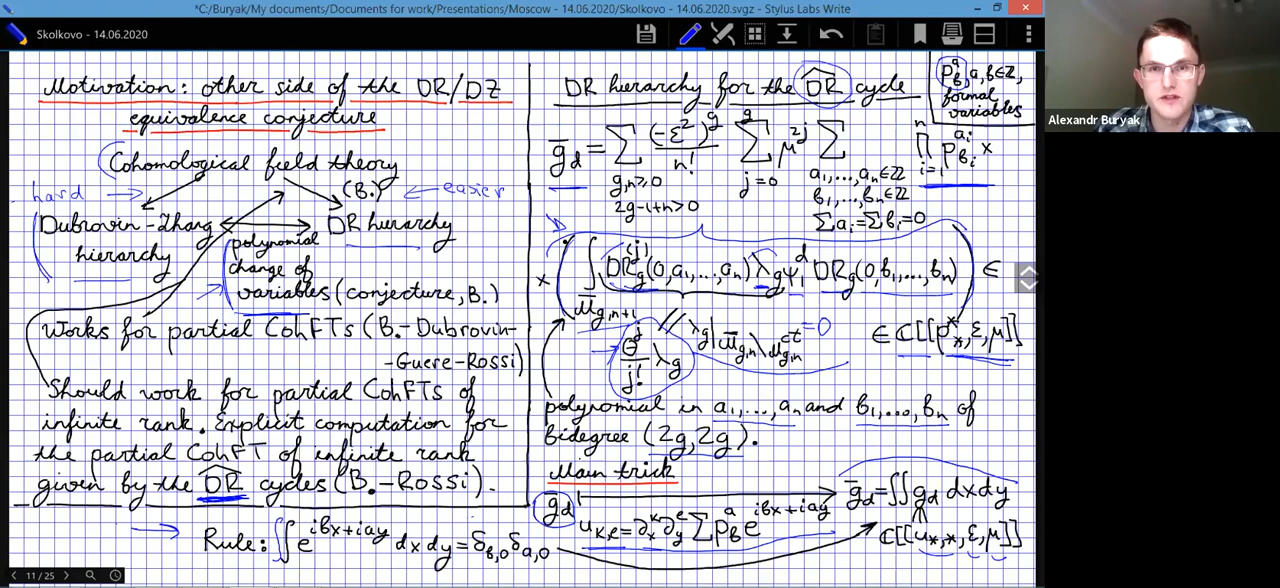 *C:/Buryak/My documents/Documents for work/Presentations/Moscow - 14.06.2020/Skolkovo - 14.06.2020.svgz - Stylus Labs Write
Skolkovo - 14.06.2020
Motivation: other side of the DR/DZ
equivalence conjecture
Cohomological field theory
hard
(B.)
easier
Dubrovin-Zhang
hierarchy
DR hierarchy
polynomial
change of
variables (conjecture, B.)
Works for partial CohFTs (B.-Dubrovin-
-Guere-Rossi)
Should work for partial CohFTs of
infinite rank. Explicit computation for
the partial CohFT of infinite rank
given by the D̂R cycles (B.-Rossi).
Rule: ∬ e^{ibx+iay} dx dy = δ_{b,0} δ_{a,0}
DR hierarchy for the D̂R cycle
p^a_b, a,b∈ℤ,
formal
variables
ḡ_d = Σ_{g,n≥0, 2g-1+n>0} (-ε²)^g/n! Σ_{j=0}^g μ^{2j} Σ_{a_1,...,a_n∈ℤ, b_1,...,b_n∈ℤ, Σa_i=Σb_i=0} ∏_{i=1}^n p^{a_i}_{b_i} ×
× (∫_{M̄_{g,n+1}} DR_g^{(j)}(0,a_1,...,a_n) λ_g ψ_1^d DR_g(0,b_1,...,b_n)) ∈
Θ^j/j! λ_g
λ_g|_{M̄_{g,n}\M^{ct}_{g,n}} = 0
∈ ℂ[[p^*_*, ε, μ]]
polynomial in a_1,...,a_n and b_1,...,b_n of
bidegree (2g,2g).
Main trick
ḡ_d
ḡ_d = ∬ g_d dx dy
u_{k,l} = ∂_x^k ∂_y^l Σ p^a_b e^{ibx+iay}
ℂ[[u_{*,*}, ε, μ]]
11 / 25
Alexandr Buryak